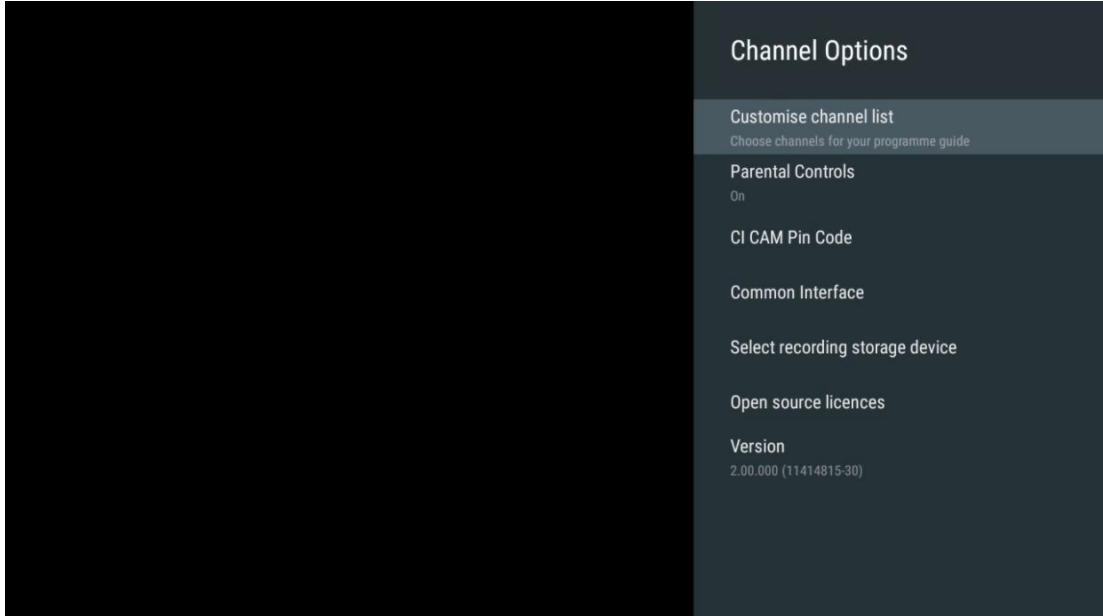 Channel Options
Customise channel list
Choose channels for your programme guide
Parental Controls
On
CI CAM Pin Code
Common Interface
Select recording storage device
Open source licences
Version
2.00.000 (11414815-30)